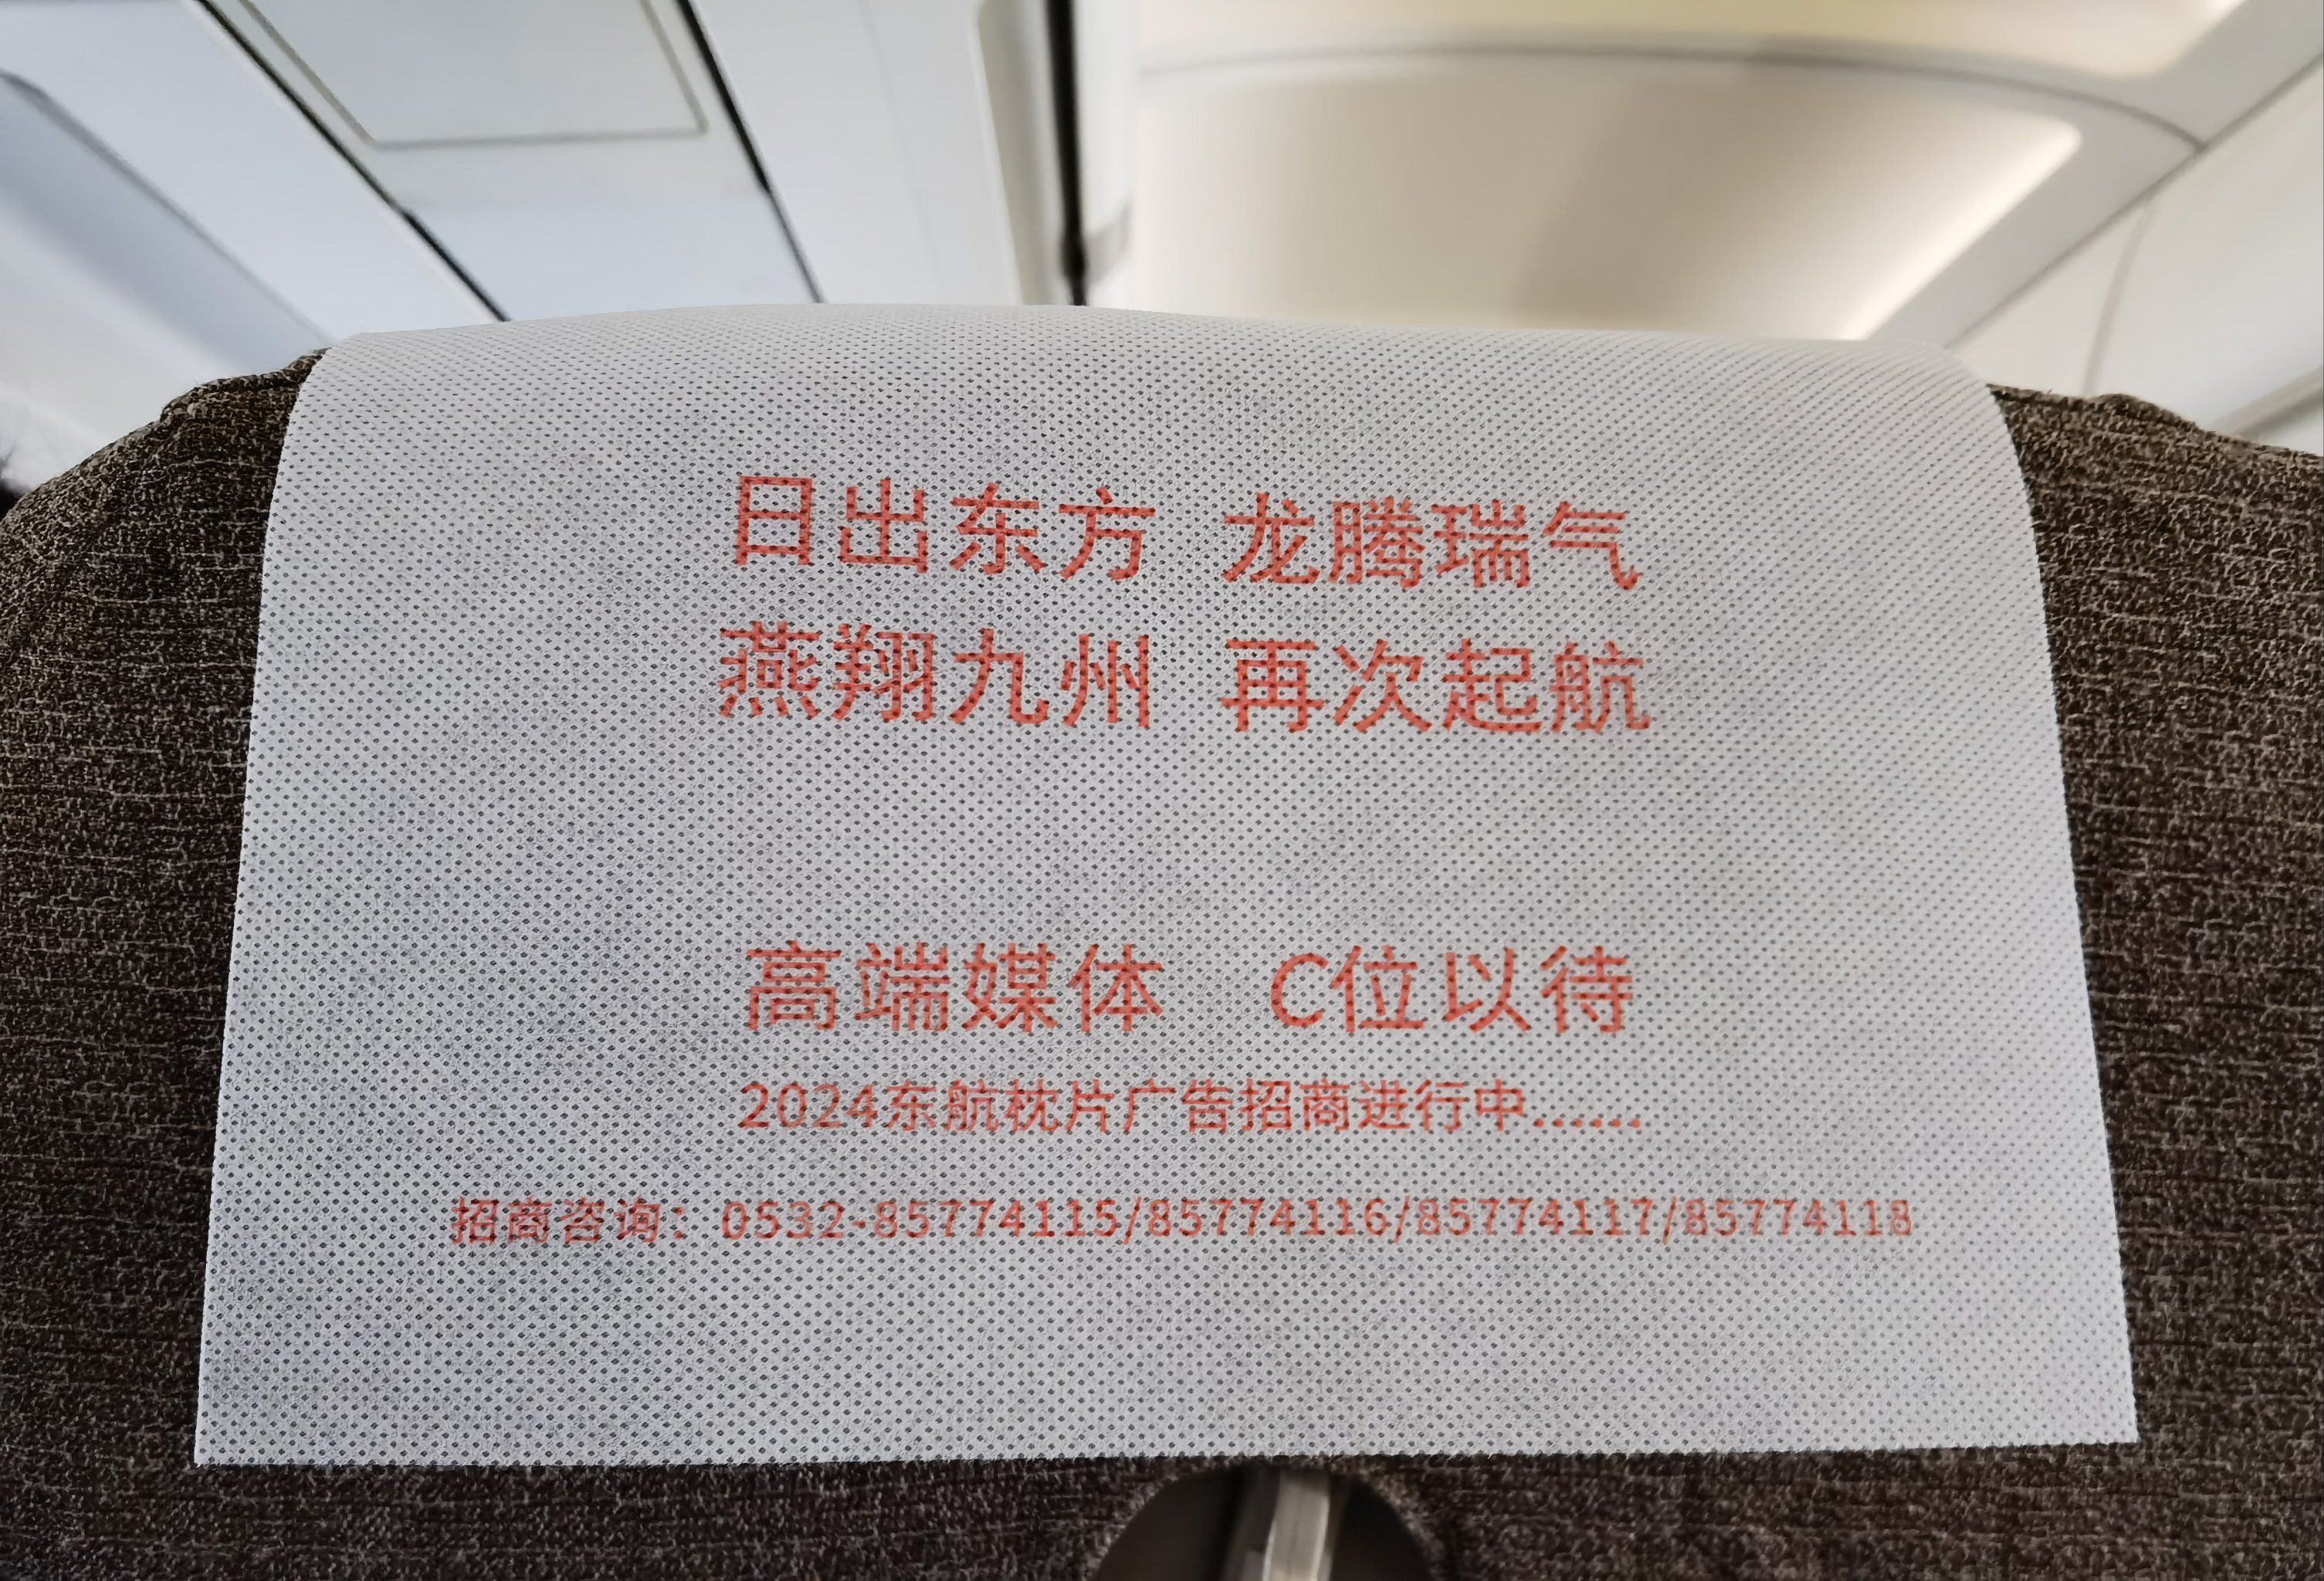 日出东方 龙腾瑞气
燕翔九州 再次起航
高端媒体 C位以待
2024东航枕片广告招商进行中......
招商咨询：0532-85774115/85774116/85774117/85774118